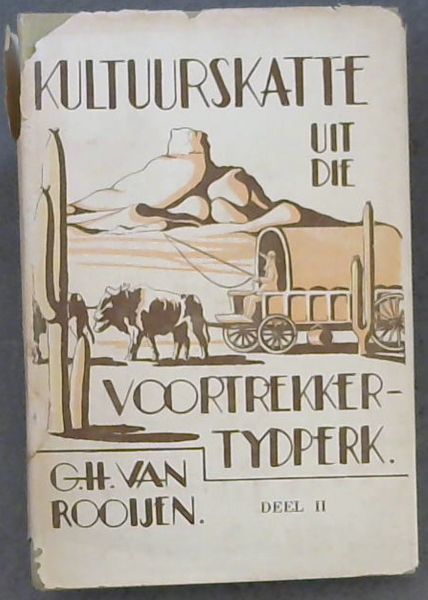 KULTUURSKATTE
UIT
DIE
VOORTREKKER-
TYDPERK.
G.H. VAN
ROOIJEN.
DEEL II